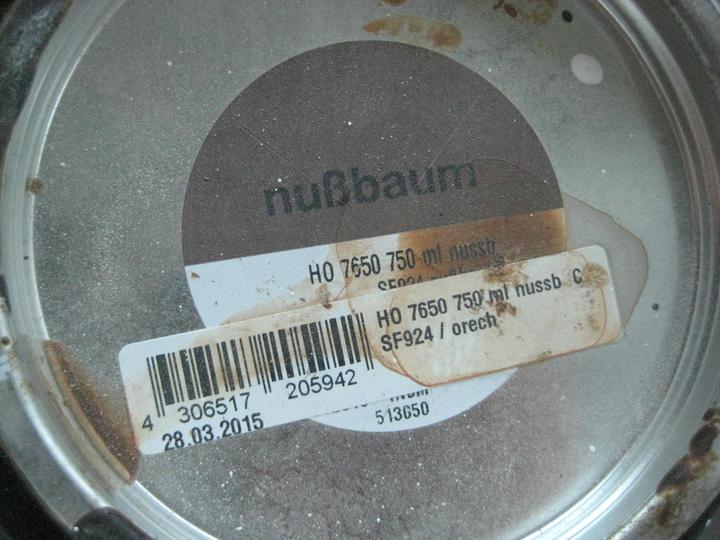 nußbaum
HO 7650 750 ml nussb
SF924
HO 7650 750 ml nussb C
SF924 / orech
4 306517 205942
28.03.2015
513650